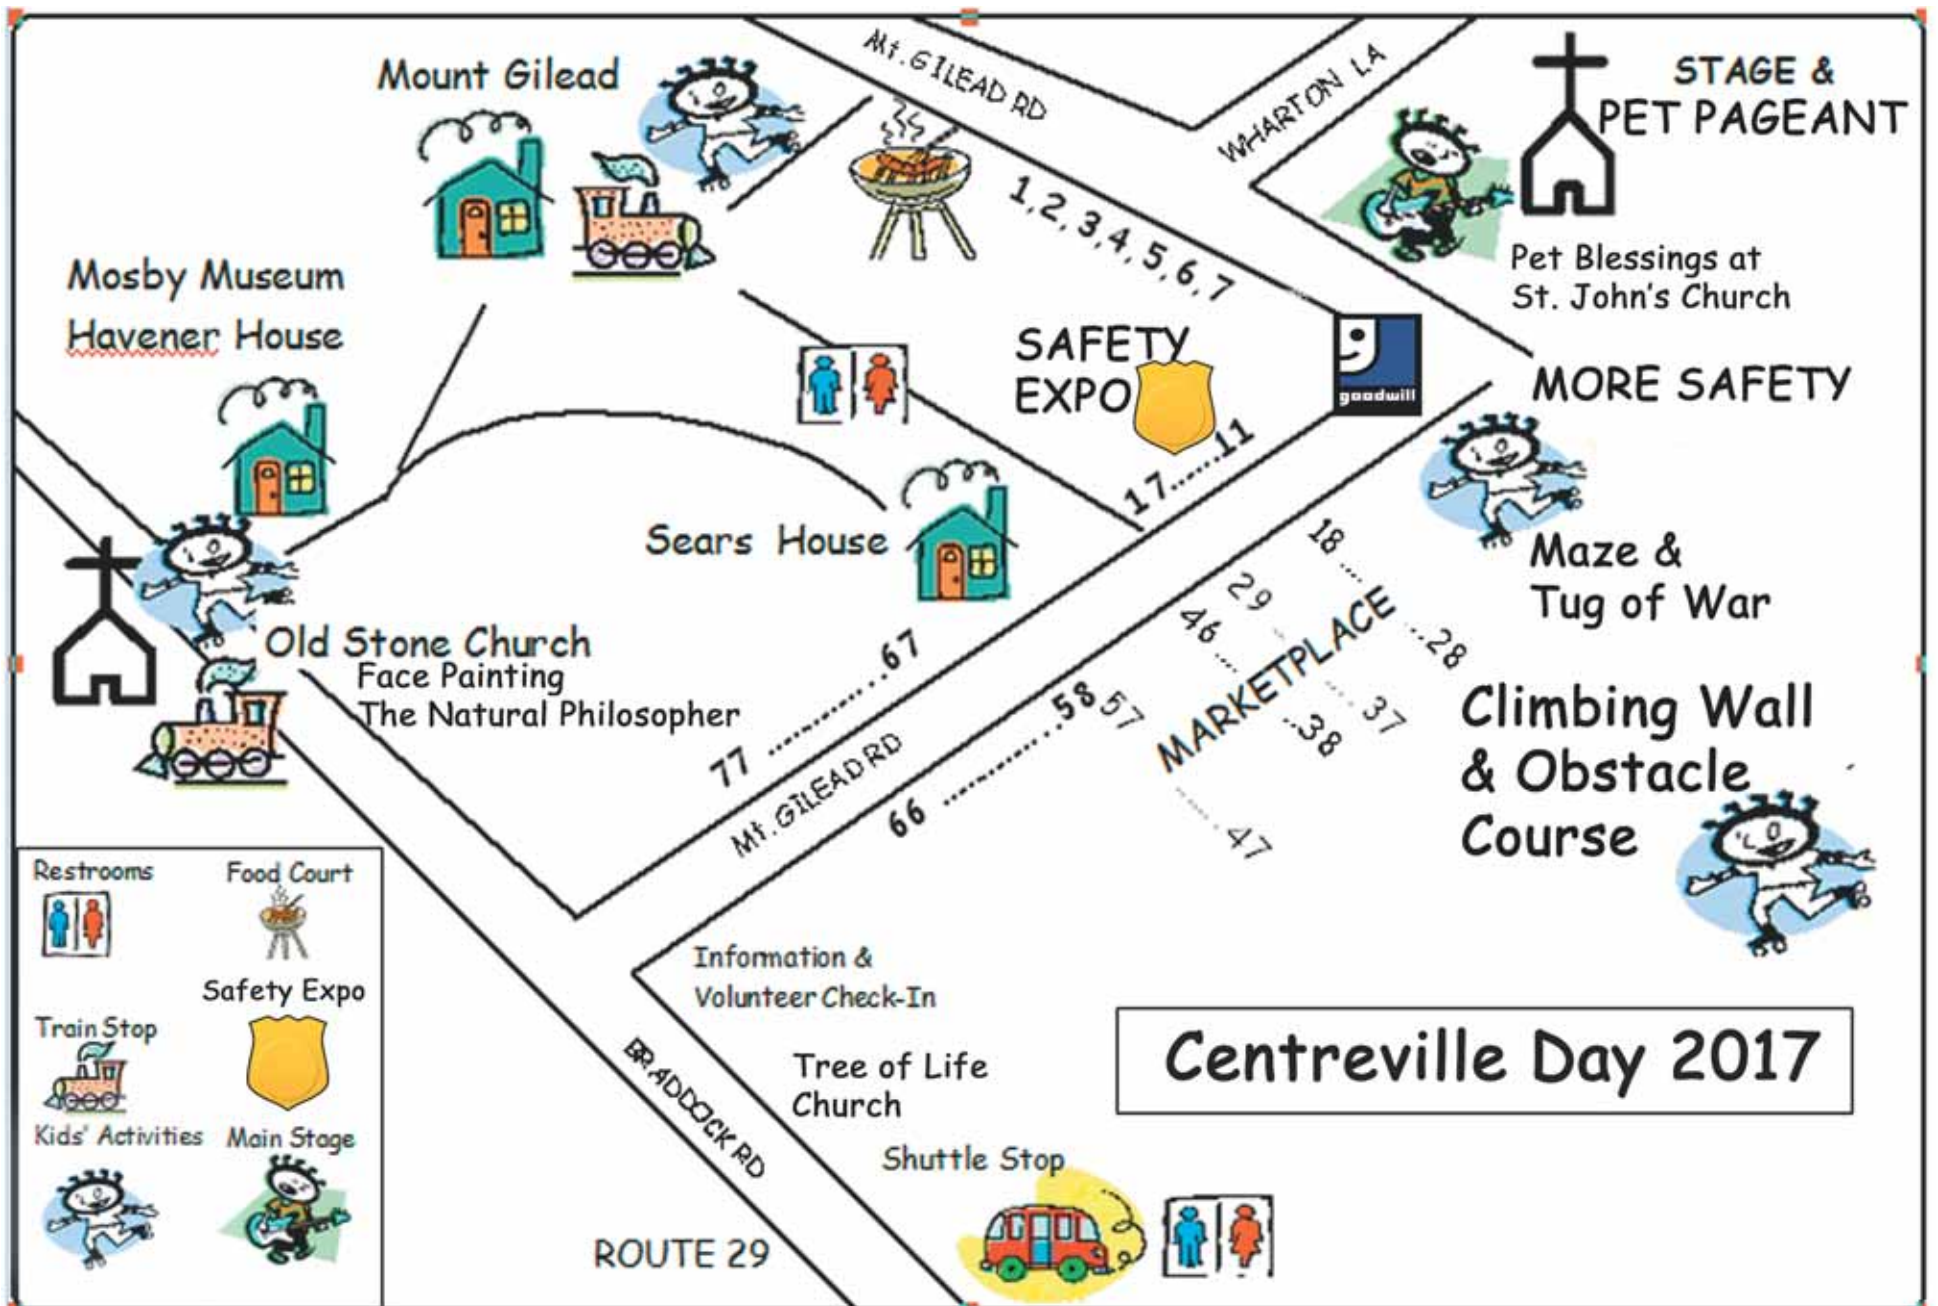 Mount Gilead
Mt. GILEAD RD
WHARTON LA
STAGE &
PET PAGEANT
Pet Blessings at
St. John's Church
1,2,3,4,5,6,7
Mosby Museum
Havener House
SAFETY
EXPO
goodwill
MORE SAFETY
17......11
Sears House
Maze &
Tug of War
18 ....
...28
29
... 37
46 ....
..38
MARKETPLACE
57
......47
Climbing Wall
& Obstacle
Course
Old Stone Church
Face Painting
The Natural Philosopher
77 ............67
Mt. GILEAD RD
66 ............58
Restrooms
Food Court
Safety Expo
Train Stop
Kids' Activities
Main Stage
Information &
Volunteer Check-In
BRADDOCK RD
Tree of Life
Church
Shuttle Stop
ROUTE 29
Centreville Day 2017